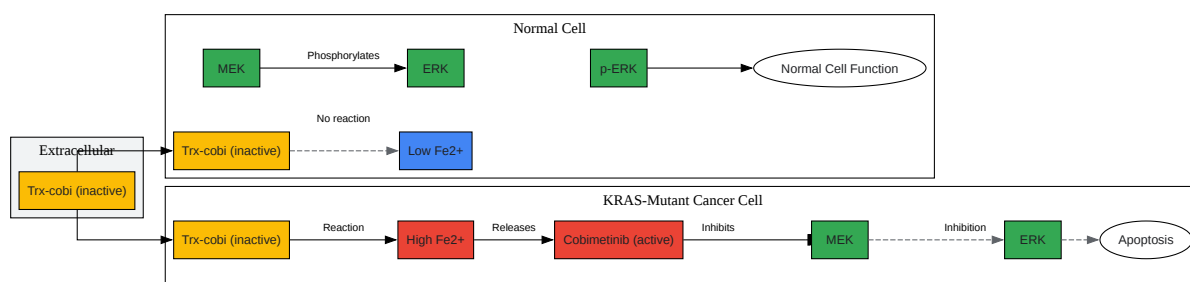 Normal Cell
MEK
Phosphorylates
ERK
p-ERK
Normal Cell Function
Trx-cobi (inactive)
No reaction
Low Fe2+
Extracellular
Trx-cobi (inactive)
KRAS-Mutant Cancer Cell
Trx-cobi (inactive)
Reaction
High Fe2+
Releases
Cobimetinib (active)
Inhibits
MEK
Inhibition
ERK
Apoptosis